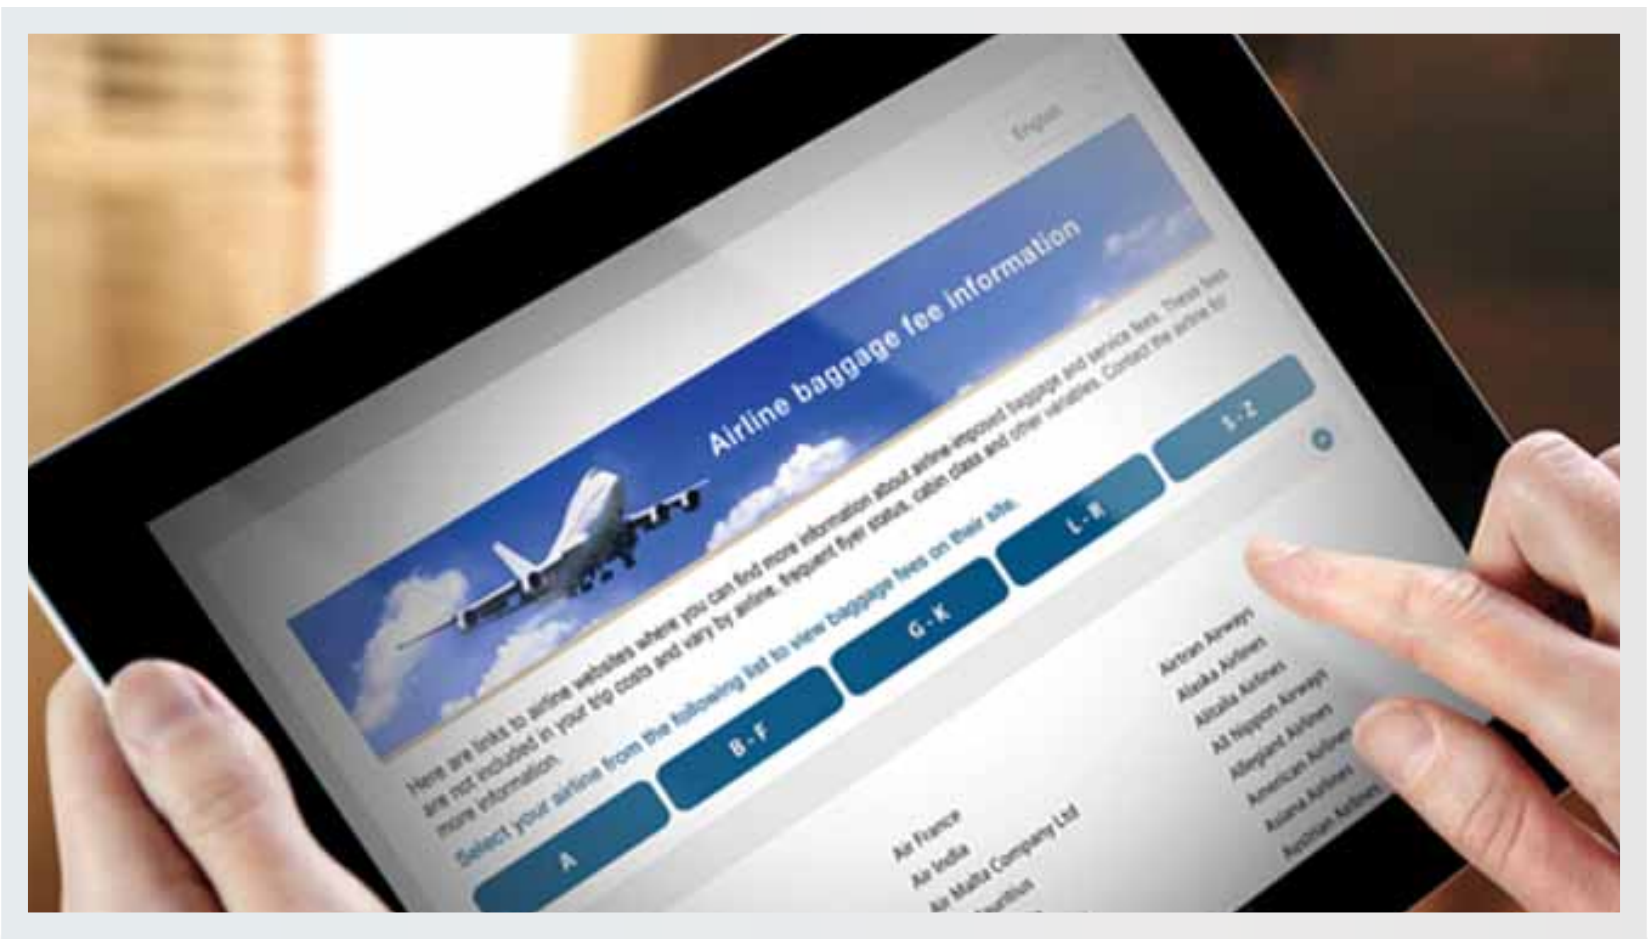 English
Airline baggage fee information
Here are links to airline websites where you can find more information about airline-imposed baggage and service fees. These fees
are not included in your trip costs and vary by airline, frequent flyer status, cabin class and other variables. Contact the airline for
more information.
Select your airline from the following list to view baggage fees on their site.
A
B - F
G - K
L - R
S - Z
Air France
Air India
Air Malta Company Ltd
Airtran Airways
Alaska Airlines
Alitalia Airlines
All Nippon Airways
Allegiant Airlines
American Airlines
Asiana Airlines
Austrian Airlines